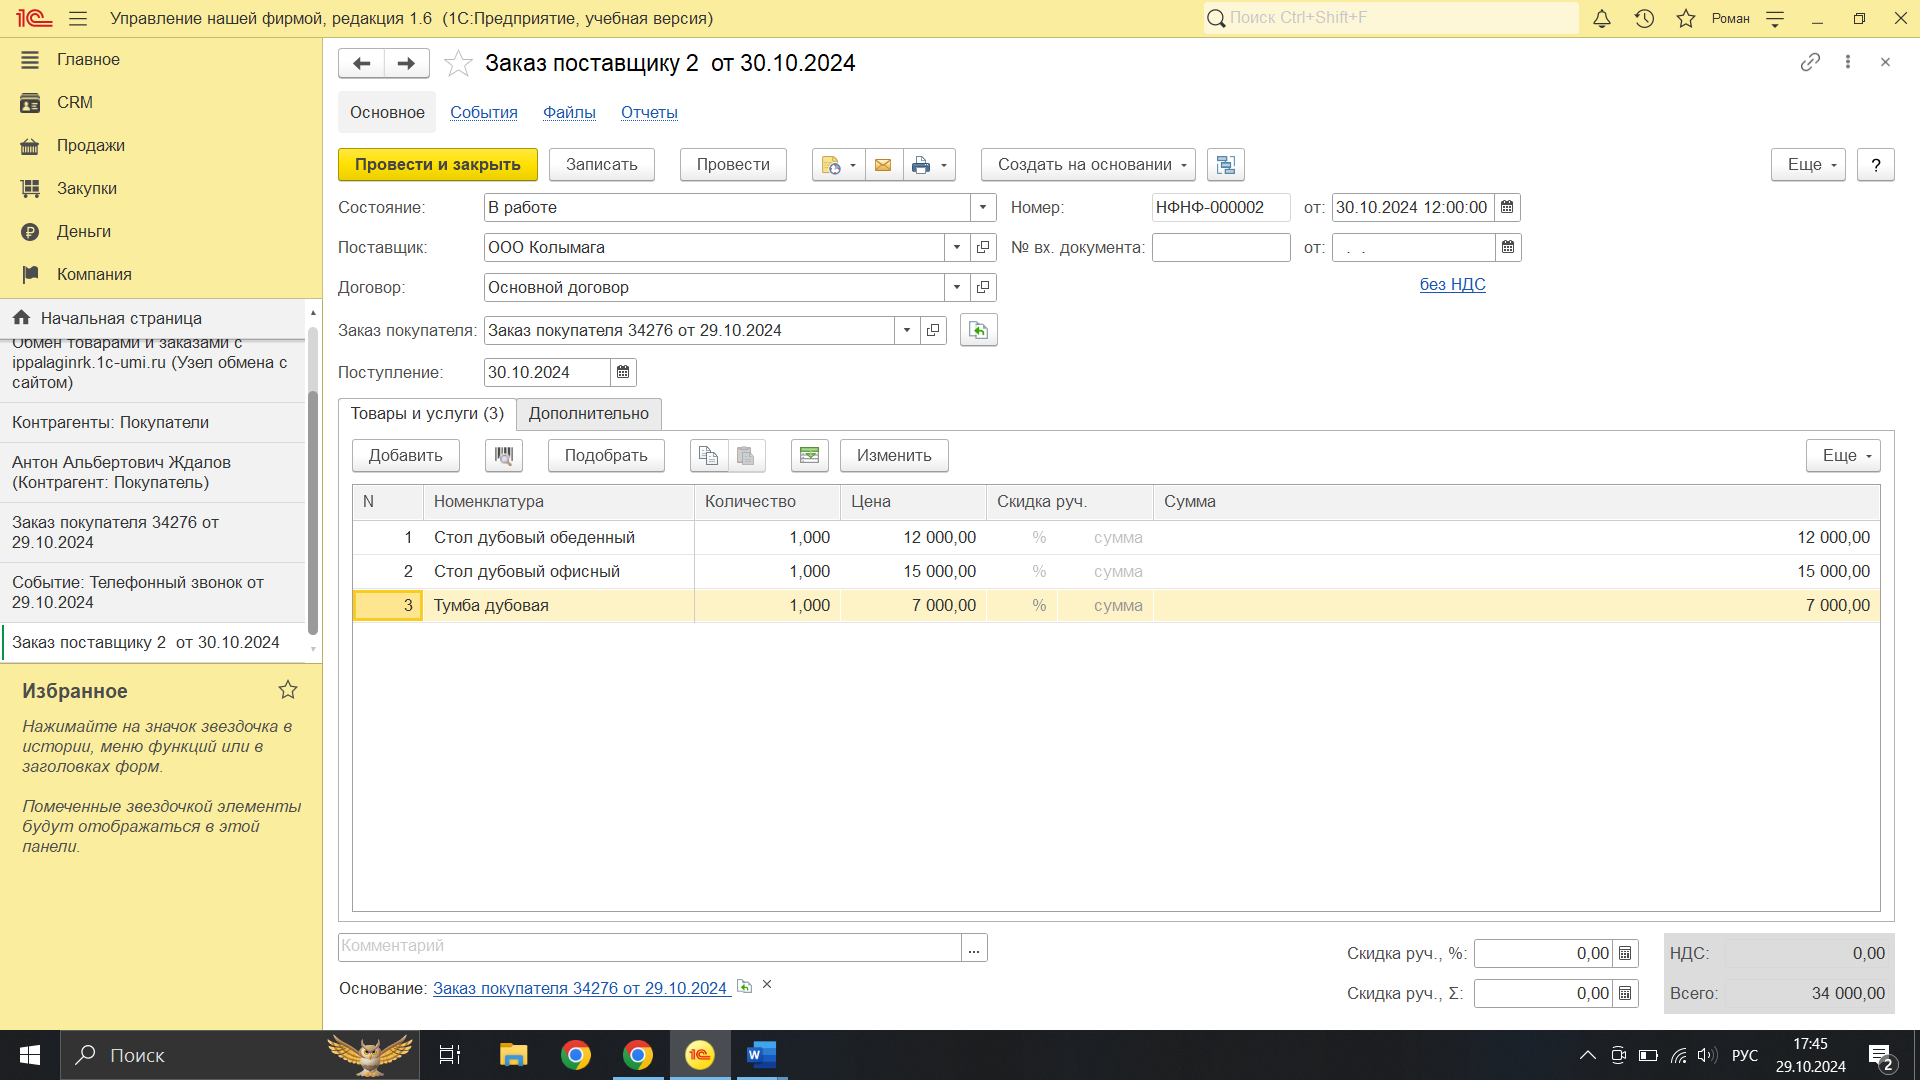 Управление нашей фирмой, редакция 1.6 (1С:Предприятие, учебная версия)
Поиск Ctrl+Shift+F
Роман
Главное
CRM
Продажи
Закупки
Деньги
Компания
Начальная страница
Обмен товарами и заказами с
ippalaginrk.1c-umi.ru (Узел обмена с
сайтом)
Контрагенты: Покупатели
Антон Альбертович Ждалов
(Контрагент: Покупатель)
Заказ покупателя 34276 от
29.10.2024
Событие: Телефонный звонок от
29.10.2024
Заказ поставщику 2 от 30.10.2024
Избранное
Нажимайте на значок звездочка в
истории, меню функций или в
заголовках форм.
Помеченные звездочкой элементы
будут отображаться в этой
панели.
Заказ поставщику 2 от 30.10.2024
Основное События Файлы Отчеты
Провести и закрыть Записать Провести Создать на основании Еще ?
Состояние: В работе Номер: НФНФ-000002 от: 30.10.2024 12:00:00
Поставщик: ООО Колымага № вх. документа: от: . .
Договор: Основной договор без НДС
Заказ покупателя: Заказ покупателя 34276 от 29.10.2024
Поступление: 30.10.2024
Товары и услуги (3) Дополнительно
Добавить Подобрать Изменить Еще
N Номенклатура Количество Цена Скидка руч. Сумма
1 Стол дубовый обеденный 1,000 12 000,00 % сумма 12 000,00
2 Стол дубовый офисный 1,000 15 000,00 % сумма 15 000,00
3 Тумба дубовая 1,000 7 000,00 % сумма 7 000,00
Комментарий ...
Скидка руч., %: 0,00 НДС: 0,00
Основание: Заказ покупателя 34276 от 29.10.2024
Скидка руч., Σ: 0,00 Всего: 34 000,00
Поиск
РУС
17:45
29.10.2024
2